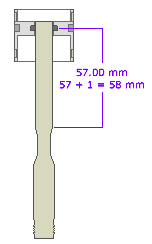 57.00 mm
57 + 1 = 58 mm